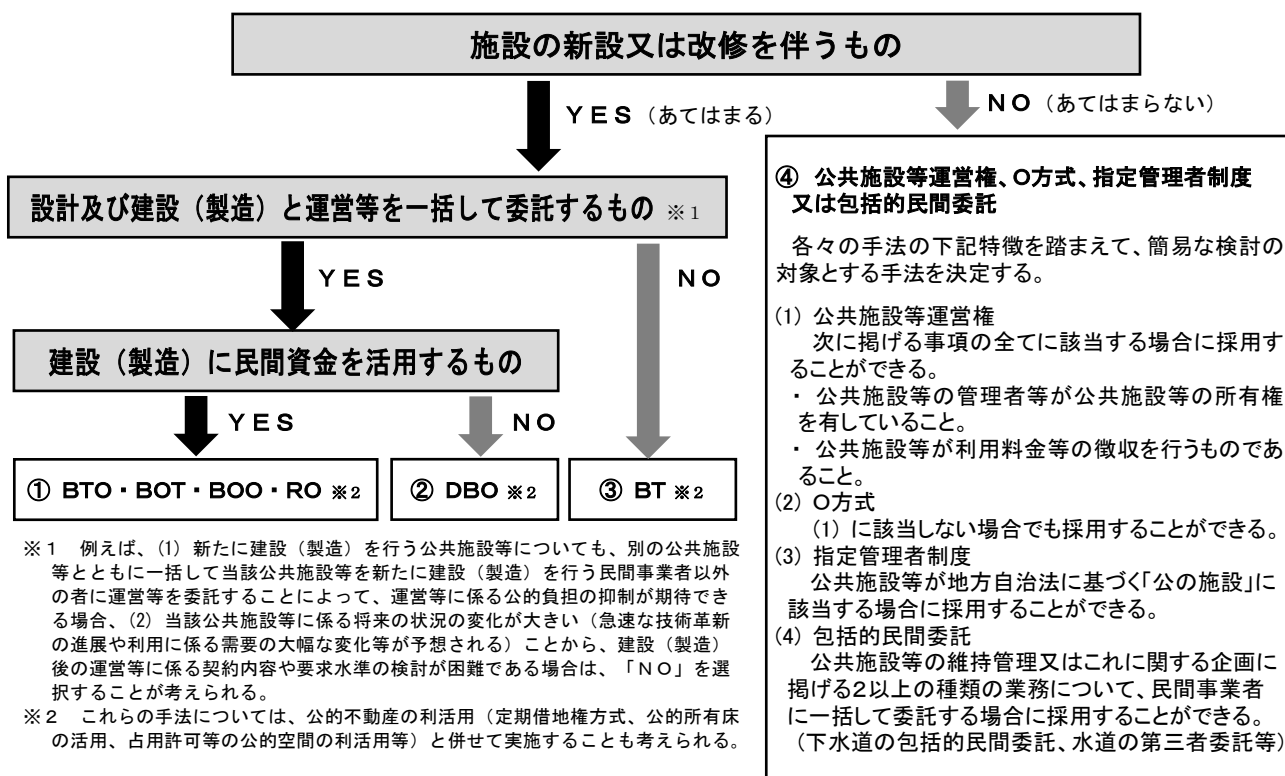 施設の新設又は改修を伴うもの
ＹＥＳ（あてはまる）
ＮＯ（あてはまらない）
設計及び建設（製造）と運営等を一括して委託するもの ※1
ＹＥＳ
ＮＯ
建設（製造）に民間資金を活用するもの
ＹＥＳ
ＮＯ
① BTO・BOT・BOO・RO ※2
② DBO ※2
③ BT ※2
※1　例えば、(1) 新たに建設（製造）を行う公共施設等についても、別の公共施設
等とともに一括して当該公共施設等を新たに建設（製造）を行う民間事業者以外
の者に運営等を委託することによって、運営等に係る公的負担の抑制が期待でき
る場合、(2) 当該公共施設等に係る将来の状況の変化が大きい（急速な技術革新
の進展や利用に係る需要の大幅な変化等が予想される）ことから、建設（製造）
後の運営等に係る契約内容や要求水準の検討が困難である場合は、「ＮＯ」を選
択することが考えられる。
※2　これらの手法については、公的不動産の利活用（定期借地権方式、公的所有床
の活用、占用許可等の公的空間の利活用等）と併せて実施することも考えられる。
④ 公共施設等運営権、O方式、指定管理者制度
又は包括的民間委託
各々の手法の下記特徴を踏まえて、簡易な検討の
対象とする手法を決定する。
(1) 公共施設等運営権
次に掲げる事項の全てに該当する場合に採用す
ることができる。
・ 公共施設等の管理者等が公共施設等の所有権
を有していること。
・ 公共施設等が利用料金等の徴収を行うものであ
ること。
(2) O方式
(1) に該当しない場合でも採用することができる。
(3) 指定管理者制度
公共施設等が地方自治法に基づく「公の施設」に
該当する場合に採用することができる。
(4) 包括的民間委託
公共施設等の維持管理又はこれに関する企画に
掲げる２以上の種類の業務について、民間事業者
に一括して委託する場合に採用することができる。
（下水道の包括的民間委託、水道の第三者委託等）